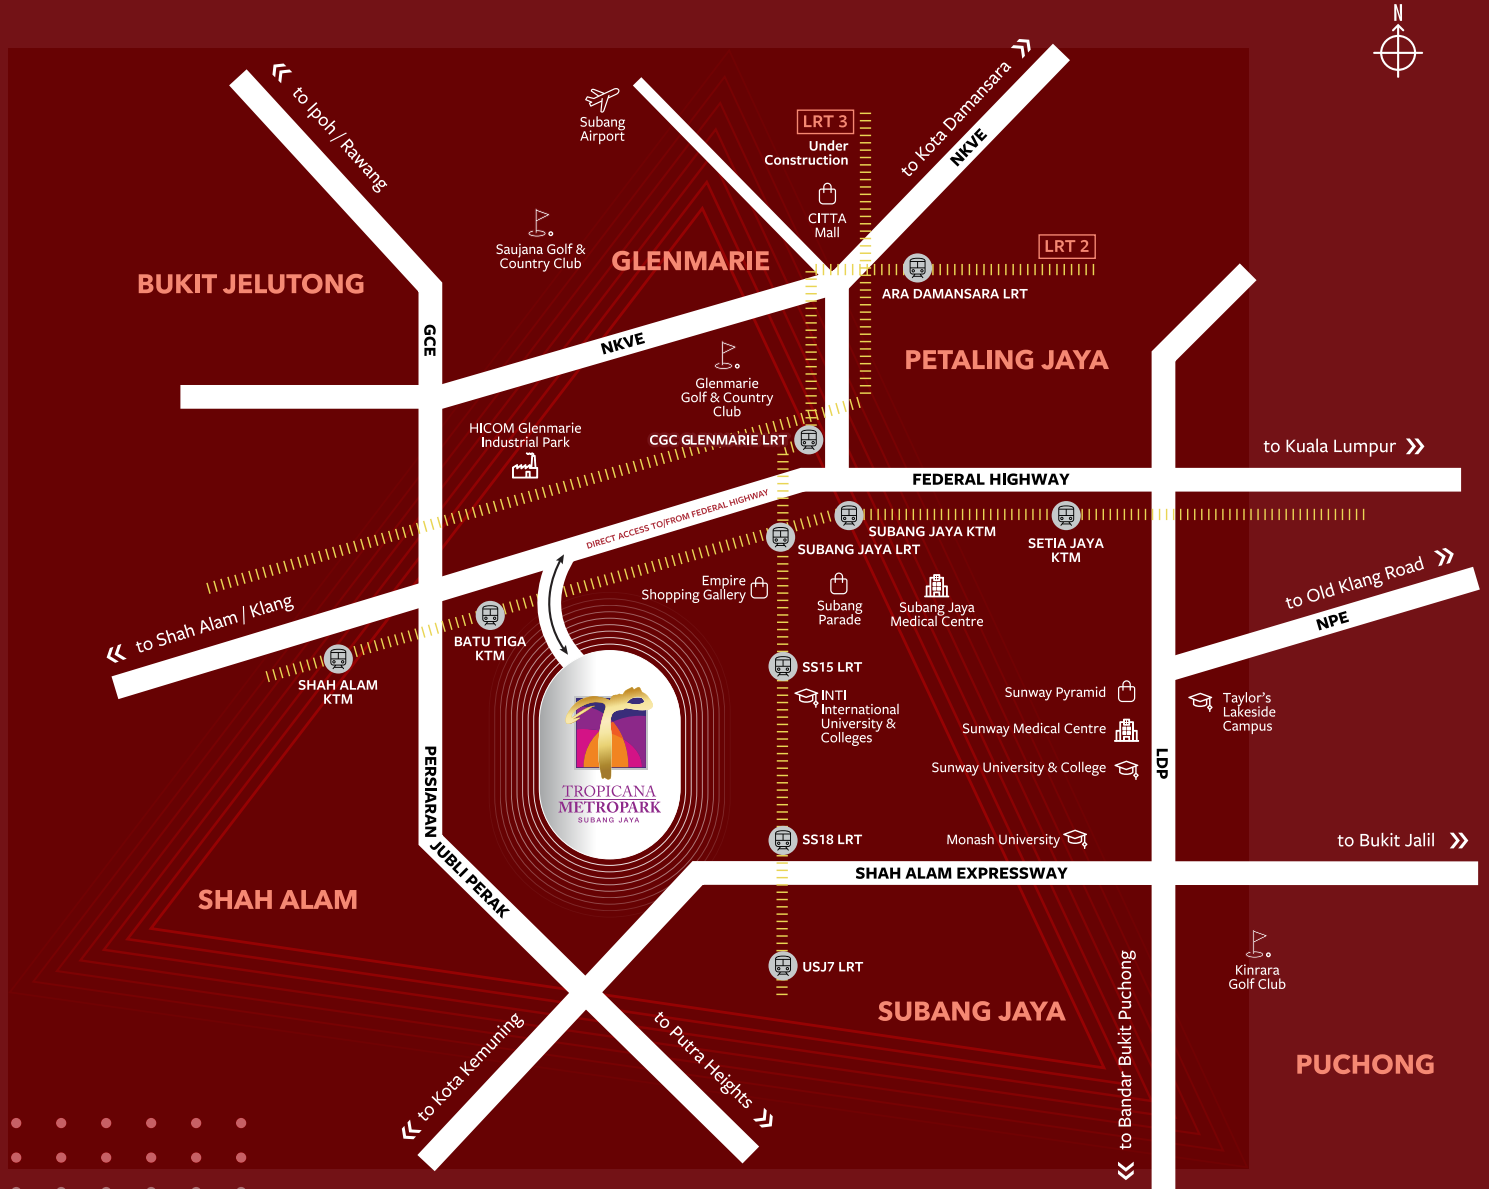 N
to Ipoh / Rawang
Subang
Airport
LRT 3
Under
Construction
to Kota Damansara
NKVE
CITTA
Mall
Saujana Golf &
Country Club
GLENMARIE
LRT 2
BUKIT JELUTONG
ARA DAMANSARA LRT
GCE
NKVE
PETALING JAYA
Glenmarie
Golf & Country
Club
HICOM Glenmarie
Industrial Park
CGC GLENMARIE LRT
to Kuala Lumpur
FEDERAL HIGHWAY
DIRECT ACCESS TO/FROM FEDERAL HIGHWAY
SUBANG JAYA KTM
SUBANG JAYA LRT
SETIA JAYA
KTM
to Old Klang Road
NPE
Empire
Shopping Gallery
Subang
Parade
Subang Jaya
Medical Centre
to Shah Alam / Klang
BATU TIGA
KTM
SHAH ALAM
KTM
SS15 LRT
INTI
International
University &
Colleges
Sunway Pyramid
Sunway Medical Centre
Sunway University & College
Taylor's
Lakeside
Campus
LDP
PERSIARAN JUBLI PERAK
TROPICANA
METROPARK
SUBANG JAYA
SS18 LRT
Monash University
to Bukit Jalil
SHAH ALAM EXPRESSWAY
SHAH ALAM
USJ7 LRT
Kinrara
Golf Club
SUBANG JAYA
PUCHONG
to Kota Kemuning
to Putra Heights
to Bandar Bukit Puchong